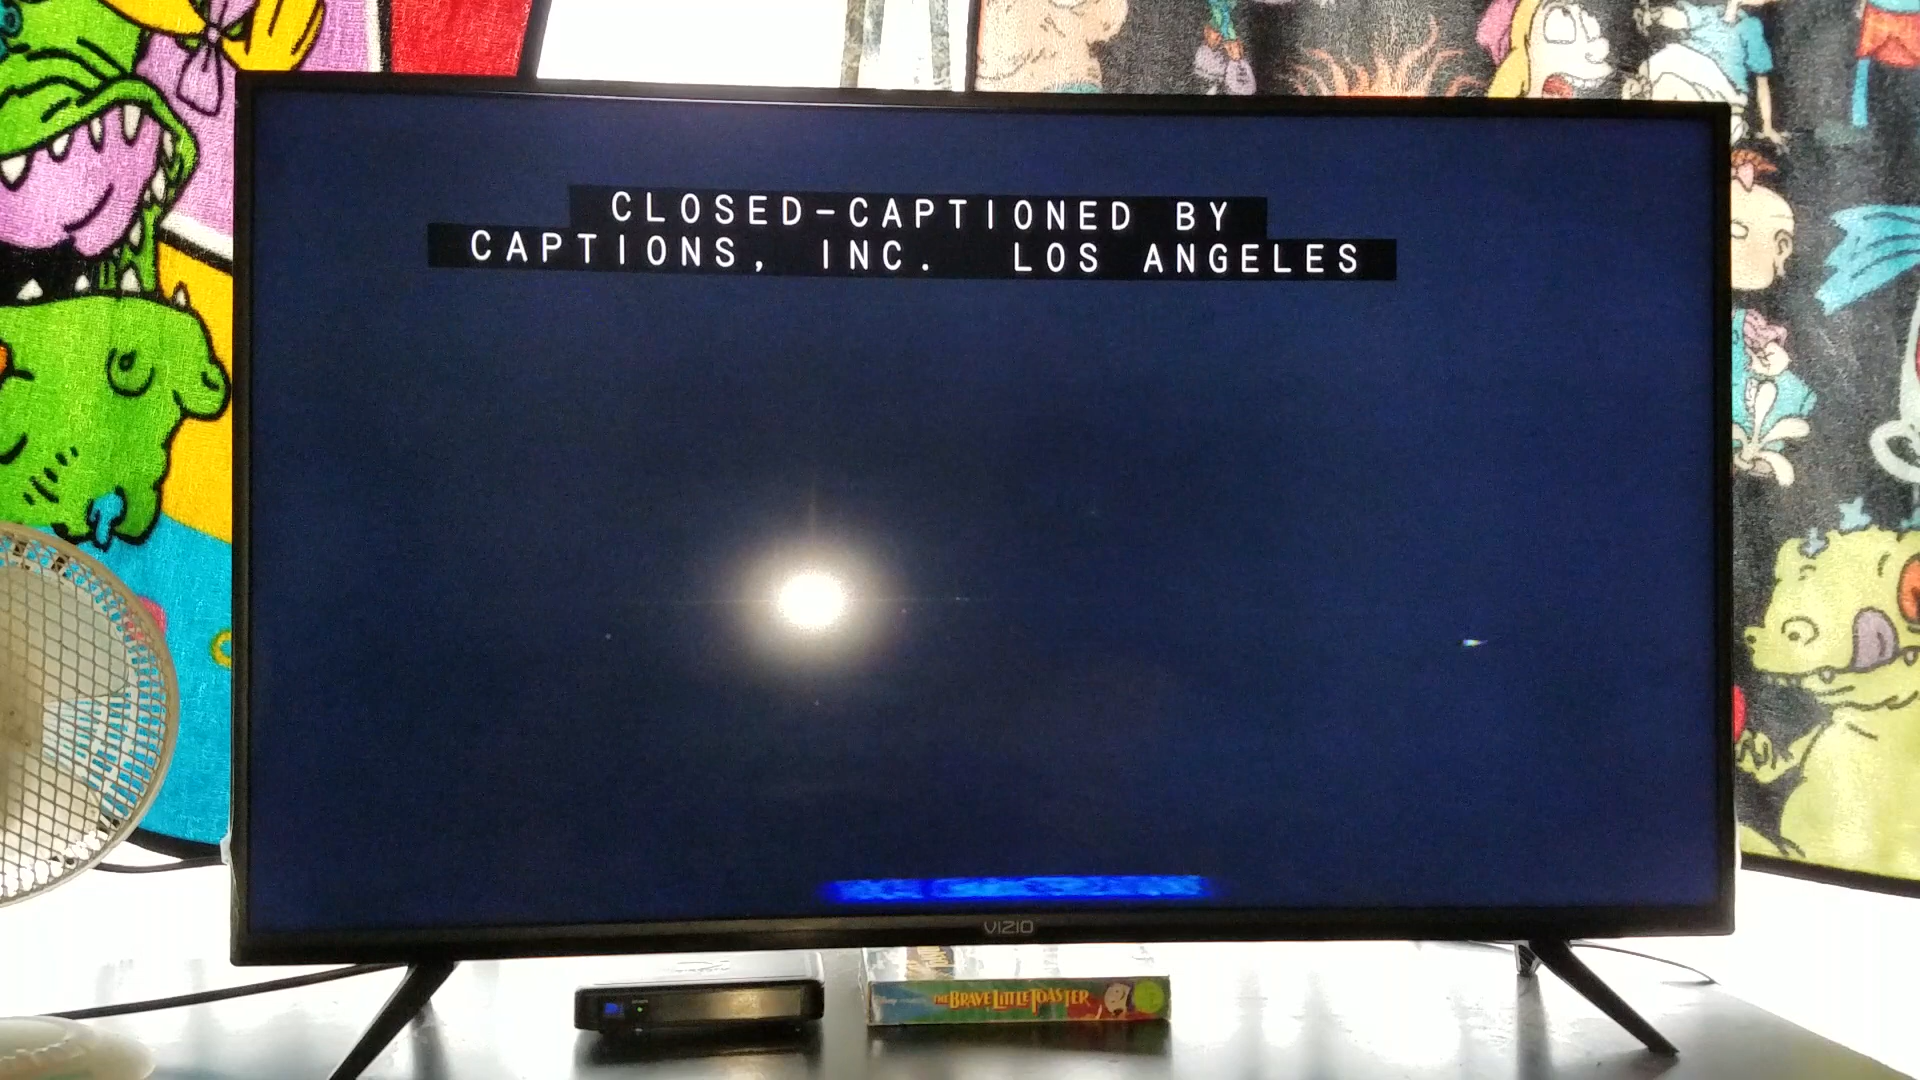 CLOSED-CAPTIONED BY
CAPTIONS, INC. LOS ANGELES
VIZIO
THE BRAVE LITTLE TOASTER